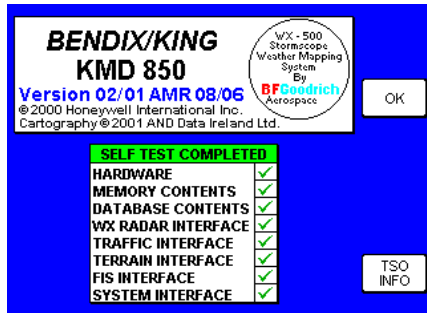 BENDIX/KING
KMD 850
Version 02/01 AMR 08/06
©2000 Honeywell International Inc.
Cartography©2001 AND Data Ireland Ltd.
WX - 500
Stormscope
Weather Mapping
System
By
BFGoodrich
Aerospace
OK
SELF TEST COMPLETED
HARDWARE
MEMORY CONTENTS
DATABASE CONTENTS
WX RADAR INTERFACE
TRAFFIC INTERFACE
TERRAIN INTERFACE
FIS INTERFACE
SYSTEM INTERFACE
TSO
INFO